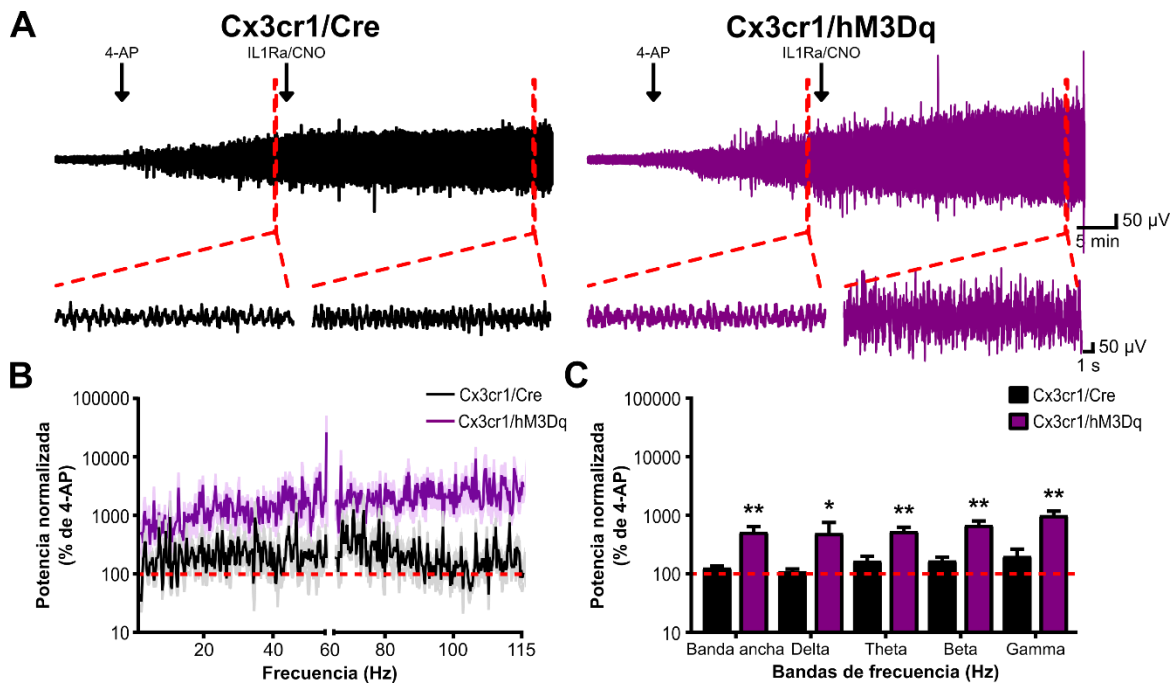 A
Cx3cr1/Cre
Cx3cr1/hM3Dq
4-AP
IL1Ra/CNO
4-AP
IL1Ra/CNO
50 µV
5 min
50 µV
1 s
B
Potencia normalizada
(% de 4-AP)
100000
10000
1000
100
10
Cx3cr1/Cre
Cx3cr1/hM3Dq
20
40
60
80
100
115
Frecuencia (Hz)
C
Potencia normalizada
(% de 4-AP)
100000
10000
1000
100
10
Cx3cr1/Cre
Cx3cr1/hM3Dq
**
*
**
**
**
Banda ancha
Delta
Theta
Beta
Gamma
Bandas de frecuencia (Hz)